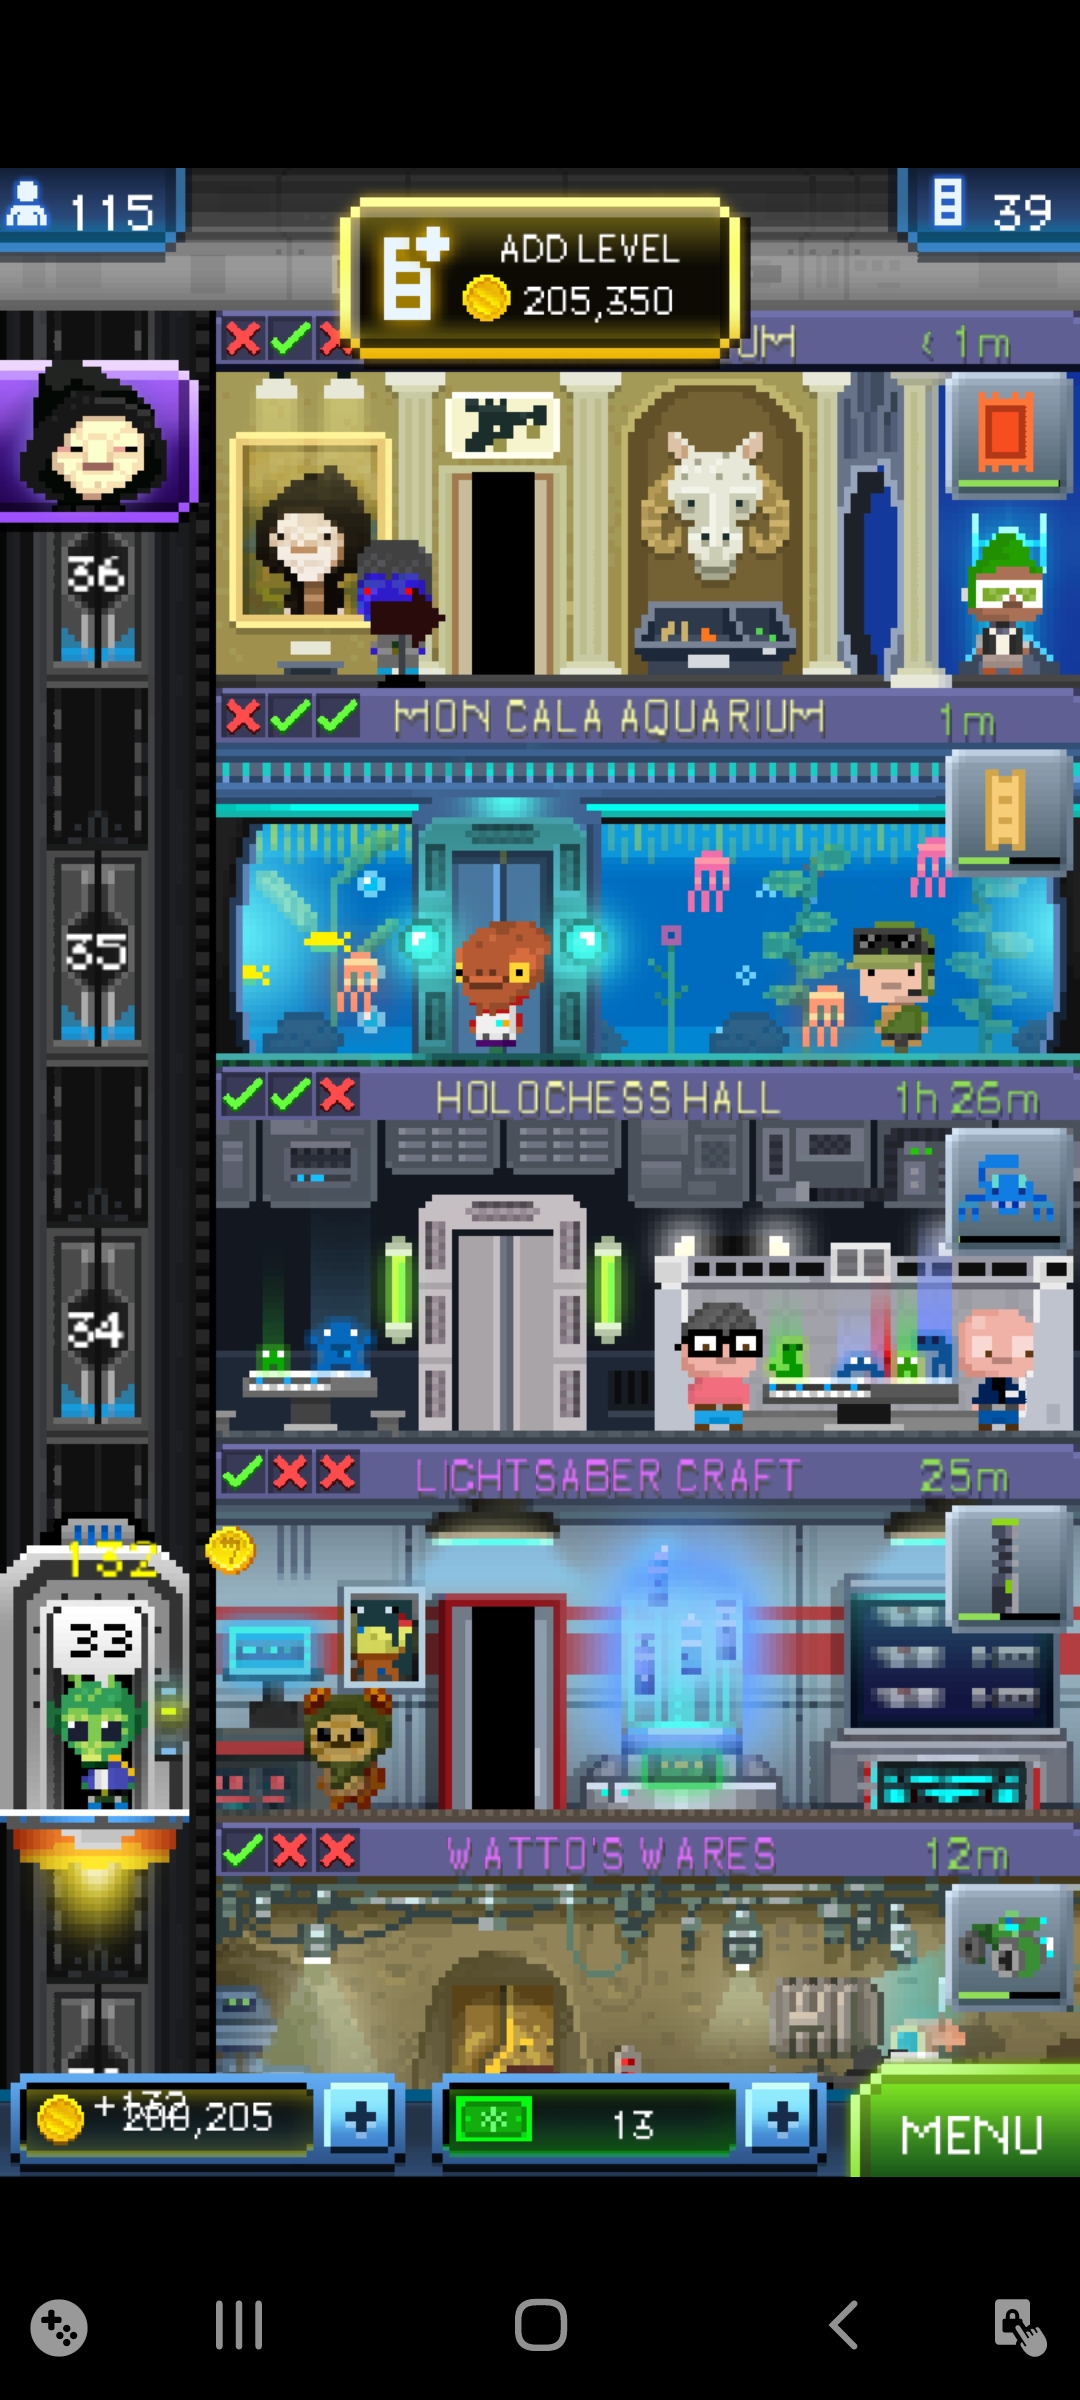 115
39
ADD LEVEL
205,350
UM
< 1m
36
MON CALA AQUARIUM
1m
35
HOLOCHESS HALL
1h 26m
34
LIGHTSABER CRAFT
25m
132
33
WATTO'S WARES
12m
+132
200,205
13
MENU